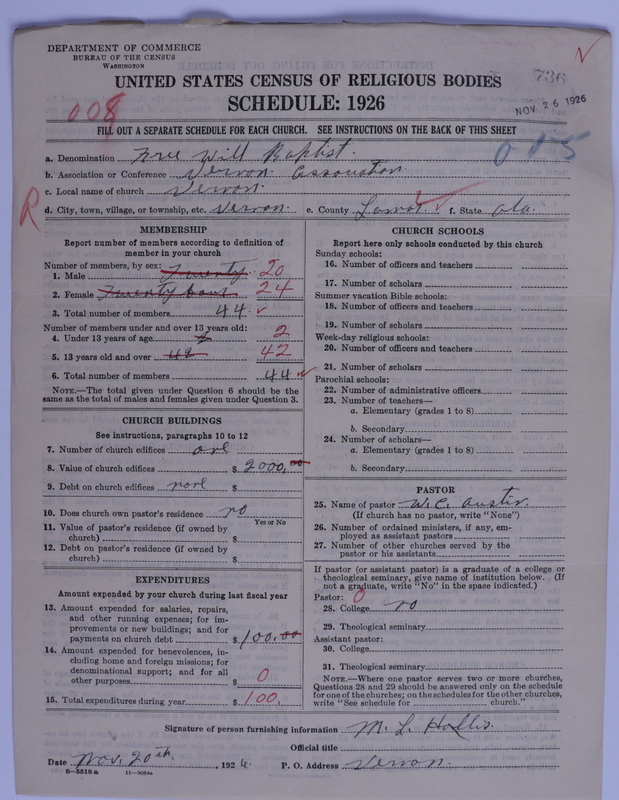 DEPARTMENT OF COMMERCE
BUREAU OF THE CENSUS
WASHINGTON
UNITED STATES CENSUS OF RELIGIOUS BODIES
SCHEDULE: 1926
736
NOV 26 1926
008
FILL OUT A SEPARATE SCHEDULE FOR EACH CHURCH. SEE INSTRUCTIONS ON THE BACK OF THIS SHEET
005
a. Denomination Free Will Baptist.
b. Association or Conference Vernon Association
c. Local name of church Vernon.
R
d. City, town, village, or township, etc. Vernon. e. County Lamar. f. State Ala.
MEMBERSHIP
Report number of members according to definition of
member in your church
Number of members, by sex:
1. Male Twenty 20
2. Female Twenty four 24
3. Total number of members 44
Number of members under and over 13 years old:
4. Under 13 years of age 2 2
5. 13 years old and over 42 42
6. Total number of members 44
NOTE.—The total given under Question 6 should be the
same as the total of males and females given under Question 3.
CHURCH BUILDINGS
See instructions, paragraphs 10 to 12
7. Number of church edifices one
8. Value of church edifices $ 2000.00
9. Debt on church edifices none $
10. Does church own pastor's residence no
Yes or No
11. Value of pastor's residence (if owned by
church) $
12. Debt on pastor's residence (if owned by
church) $
EXPENDITURES
Amount expended by your church during last fiscal year
13. Amount expended for salaries, repairs,
and other running expenses; for im-
provements or new buildings; and for
payments on church debt $ 100.00
14. Amount expended for benevolences, in-
cluding home and foreign missions; for
denominational support; and for all
other purposes $ 0
15. Total expenditures during year $ 100.
CHURCH SCHOOLS
Report here only schools conducted by this church
Sunday schools:
16. Number of officers and teachers
17. Number of scholars
Summer vacation Bible schools:
18. Number of officers and teachers
19. Number of scholars
Week-day religious schools:
20. Number of officers and teachers
21. Number of scholars
Parochial schools:
22. Number of administrative officers
23. Number of teachers—
a. Elementary (grades 1 to 8)
b. Secondary
24. Number of scholars—
a. Elementary (grades 1 to 8)
b. Secondary
PASTOR
25. Name of pastor W. C. Austin.
(If church has no pastor, write "None")
26. Number of ordained ministers, if any, em-
ployed as assistant pastors
27. Number of other churches served by the
pastor or his assistants
If pastor (or assistant pastor) is a graduate of a college or
theological seminary, give name of institution below. (If
not a graduate, write "No" in the space indicated.)
Pastor: 0
28. College no
29. Theological seminary
Assistant pastor:
30. College
31. Theological seminary
NOTE.—Where one pastor serves two or more churches,
Questions 28 and 29 should be answered only on the schedule
for one of the churches; on the schedules for the other churches,
write "See schedule for church."
Signature of person furnishing information M. L. Hollis.
Official title
Date Nov. 20th, 1926. P. O. Address Vernon.
8-5518 a 11-9054a